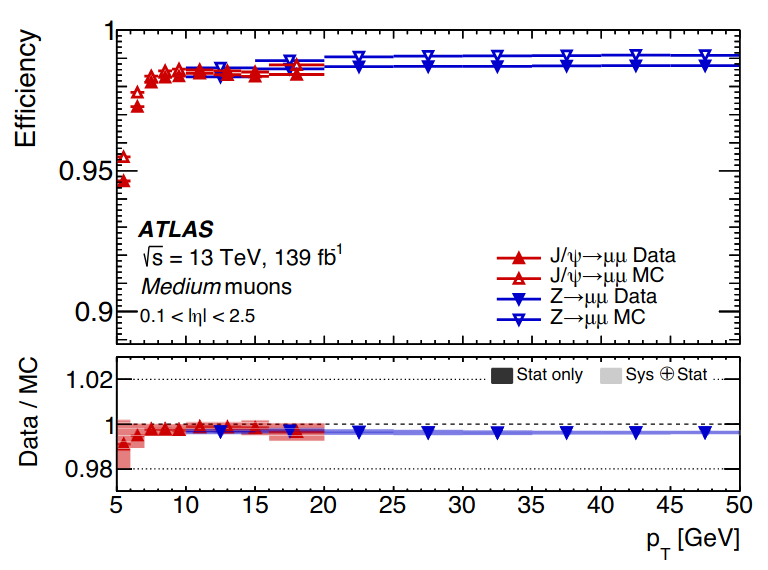 1
Efficiency
0.95
ATLAS
√s = 13 TeV, 139 fb⁻¹
Medium muons
0.1 < |η| < 2.5
J/ψ→μμ Data
J/ψ→μμ MC
Z→μμ Data
Z→μμ MC
0.9
Data / MC
1.02
Stat only
Sys ⊕ Stat
1
0.98
5 10 15 20 25 30 35 40 45 50
p_T [GeV]